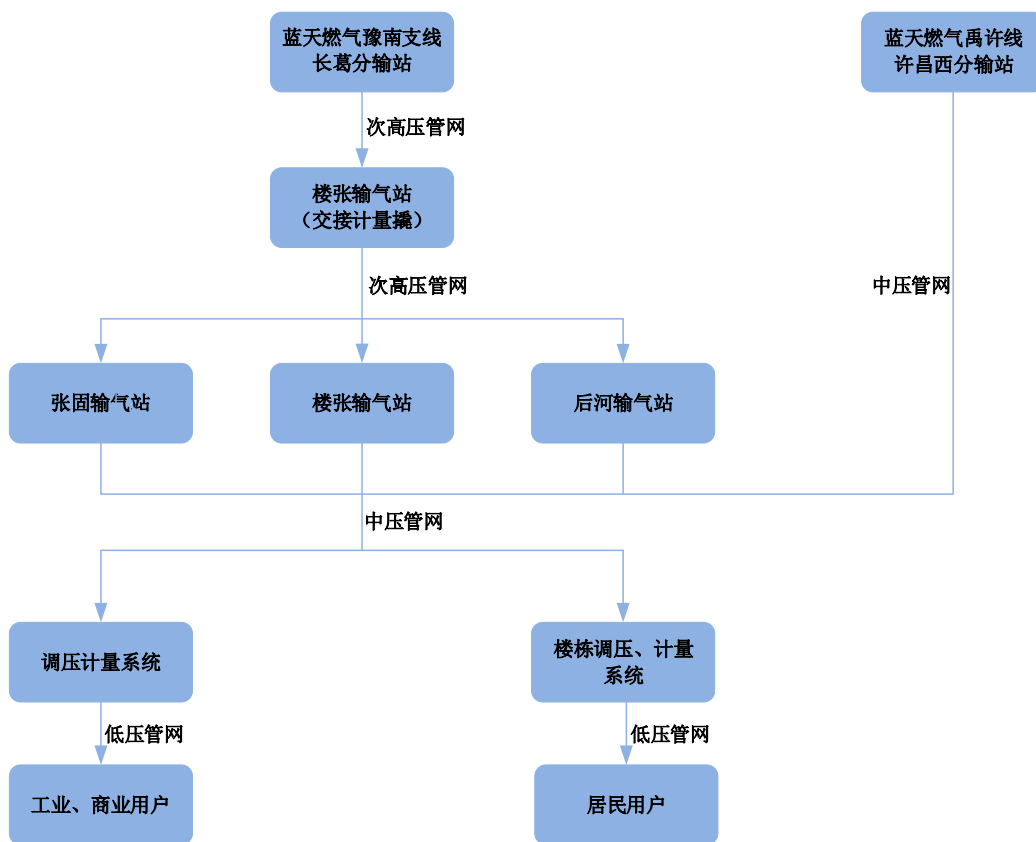 蓝天燃气豫南支线
长葛分输站
蓝天燃气禹许线
许昌西分输站
次高压管网
楼张输气站
（交接计量撬）
次高压管网
中压管网
张固输气站
楼张输气站
后河输气站
中压管网
调压计量系统
楼栋调压、计量
系统
低压管网
低压管网
工业、商业用户
居民用户